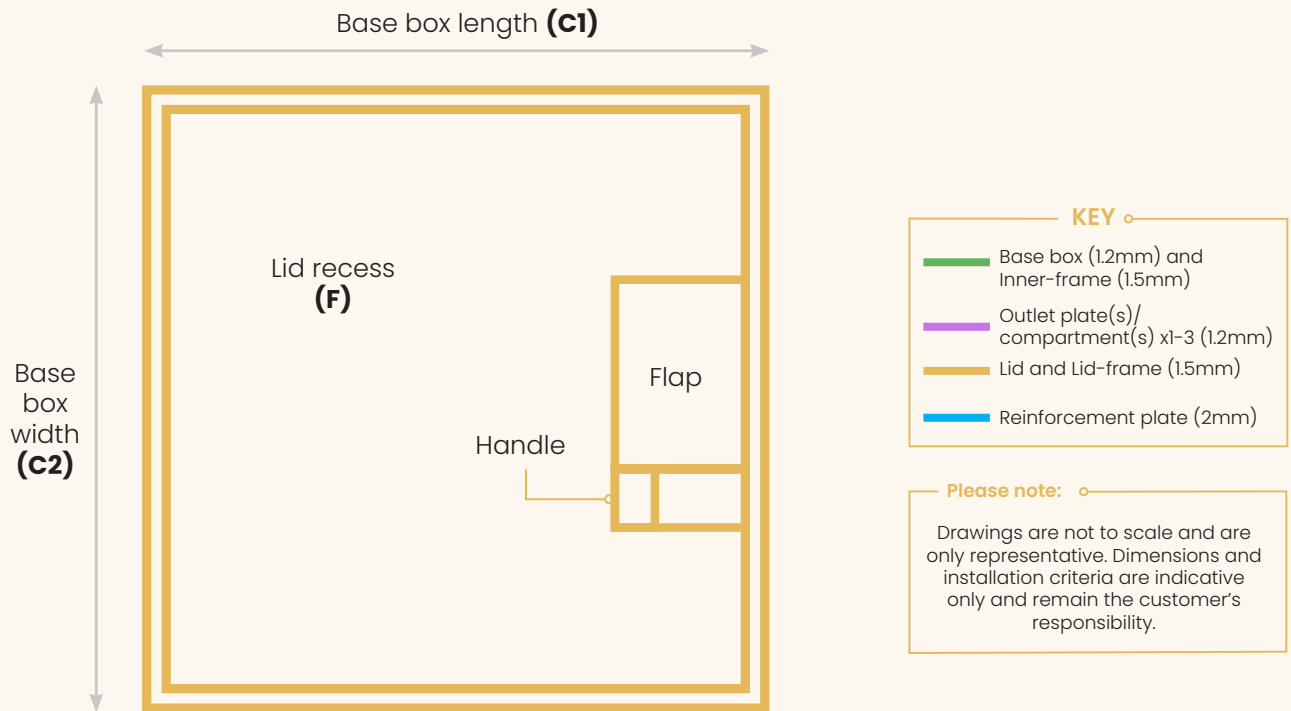 Base box length (C1)
Lid recess
(F)
Base
box
width
(C2)
Flap
Handle
KEY
Base box (1.2mm) and
Inner-frame (1.5mm)
Outlet plate(s)/
compartment(s) x1-3 (1.2mm)
Lid and Lid-frame (1.5mm)
Reinforcement plate (2mm)
Please note:
Drawings are not to scale and are
only representative. Dimensions and
installation criteria are indicative
only and remain the customer’s
responsibility.